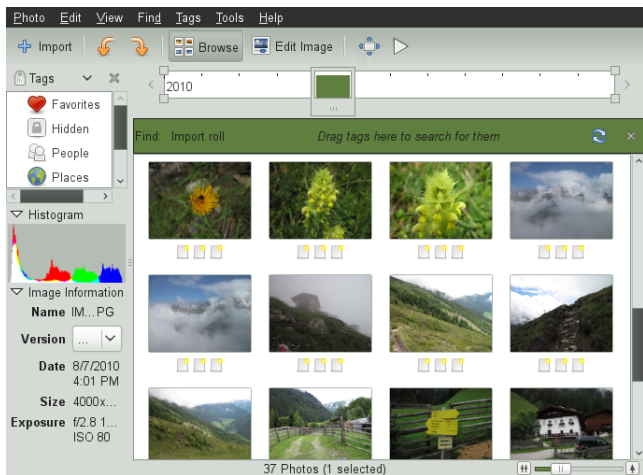 Photo Edit View Find Tags Tools Help
Import Browse Edit Image
Tags
2010
Favorites
Hidden
People
Places
Find: Import roll Drag tags here to search for them
Histogram
Image Information
Name IM...PG
Version ...
Date 8/7/2010
4:01 PM
Size 4000x...
Exposure f/2.8 1...
ISO 80
37 Photos (1 selected)